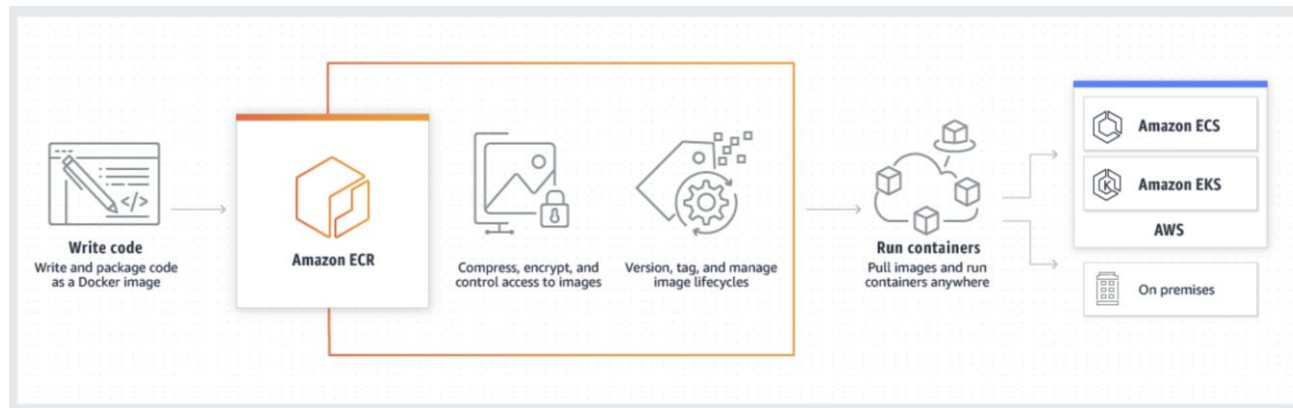 Write code
Write and package code
as a Docker image
</>
Amazon ECR
Compress, encrypt, and
control access to images
Version, tag, and manage
image lifecycles
Run containers
Pull images and run
containers anywhere
Amazon ECS
K
Amazon EKS
AWS
On premises